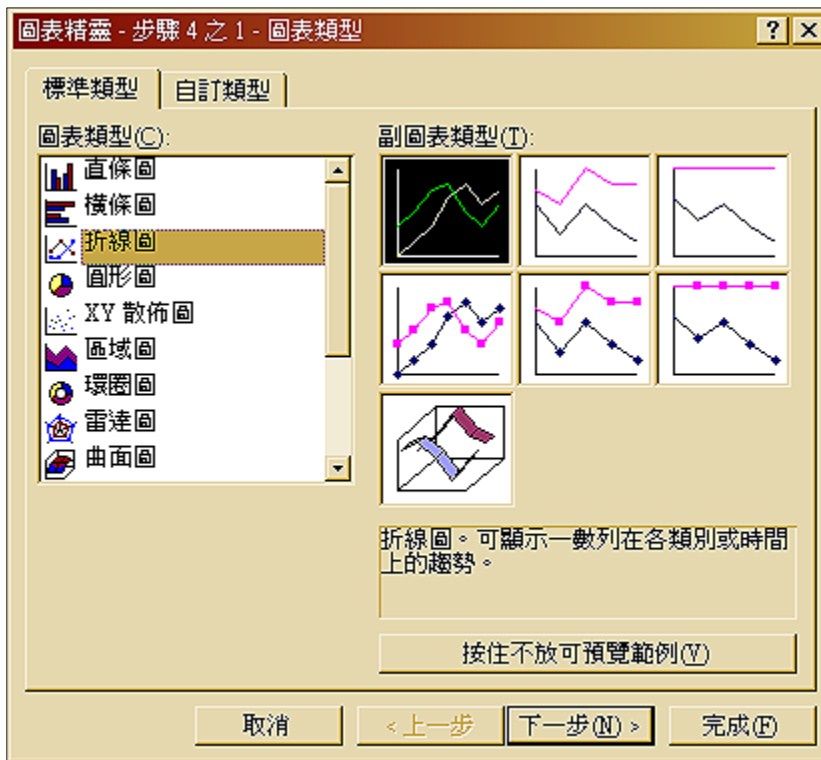 圖表精靈 - 步驟 4 之 1 - 圖表類型
標準類型
自訂類型
圖表類型(C):
直條圖
橫條圖
折線圖
圓形圖
XY 散佈圖
區域圖
環圈圖
雷達圖
曲面圖
副圖表類型(T):
折線圖。可顯示一數列在各類別或時間
上的趨勢。
按住不放可預覽範例(V)
取消
< 上一步
下一步(N) >
完成(F)